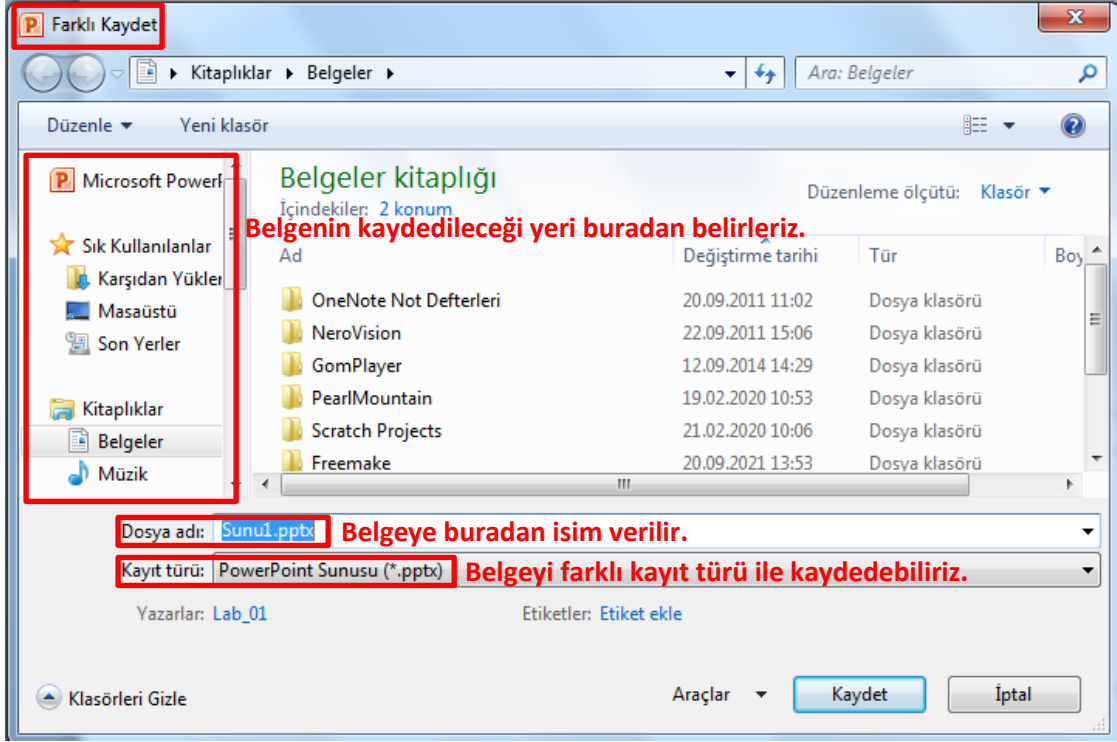 Farklı Kaydet
Kitaplıklar Belgeler Ara: Belgeler
Düzenle Yeni klasör
Microsoft PowerP
Sık Kullanılanlar
Karşıdan Yükler
Masaüstü
Son Yerler
Kitaplıklar
Belgeler
Müzik
Belgeler kitaplığı
İçindekiler: 2 konum
Düzenleme ölçütü: Klasör
Belgenin kaydedileceği yeri buradan belirleriz.
Ad Değiştirme tarihi Tür Boy
OneNote Not Defterleri 20.09.2011 11:02 Dosya klasörü
NeroVision 22.09.2011 15:06 Dosya klasörü
GomPlayer 12.09.2014 14:29 Dosya klasörü
PearlMountain 19.02.2020 10:53 Dosya klasörü
Scratch Projects 21.02.2020 10:06 Dosya klasörü
Freemake 20.09.2021 13:53 Dosya klasörü
Dosya adı: Sunu1.pptx Belgeye buradan isim verilir.
Kayıt türü: PowerPoint Sunusu (*.pptx) Belgeyi farklı kayıt türü ile kaydedebiliriz.
Yazarlar: Lab_01 Etiketler: Etiket ekle
Klasörleri Gizle Araçlar Kaydet İptal